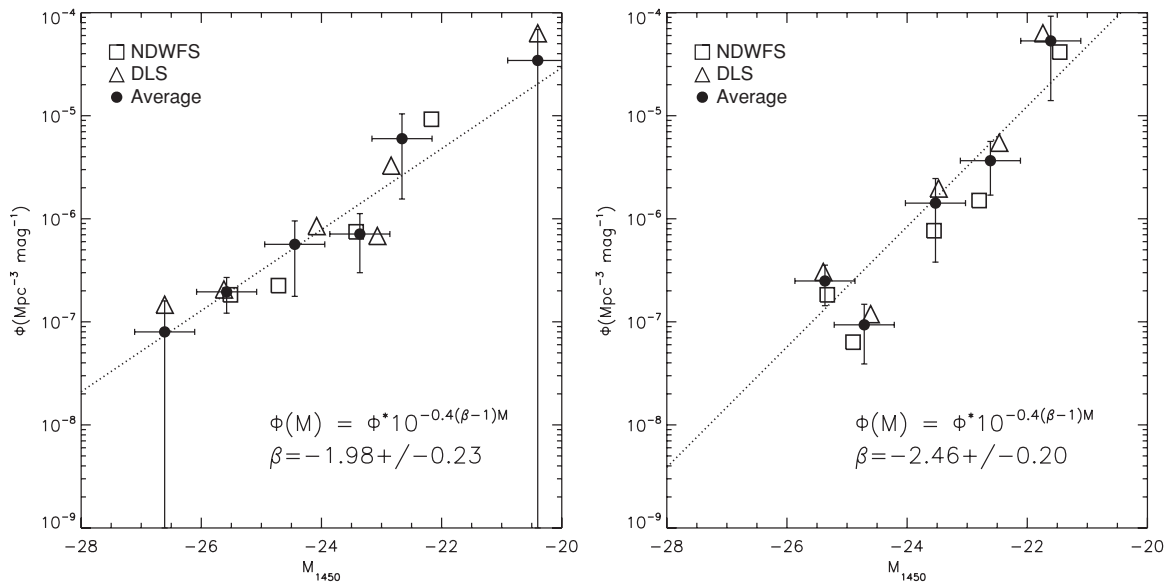 NDWFS
DLS
Average
10^-4
10^-5
10^-6
10^-7
10^-8
10^-9
Φ(Mpc^-3 mag^-1)
Φ(M) = Φ*10^-0.4(β-1)M
β=-1.98+/-0.23
-28 -26 -24 -22 -20
M_1450
NDWFS
DLS
Average
10^-4
10^-5
10^-6
10^-7
10^-8
10^-9
Φ(Mpc^-3 mag^-1)
Φ(M) = Φ*10^-0.4(β-1)M
β=-2.46+/-0.20
-28 -26 -24 -22 -20
M_1450